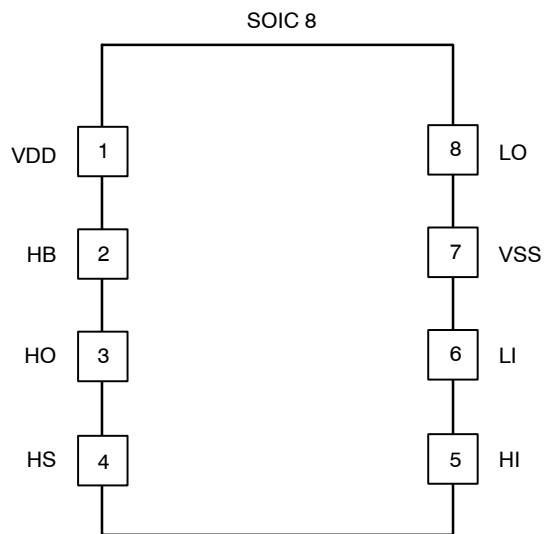 SOIC 8
VDD 1 8 LO
HB 2 7 VSS
HO 3 6 LI
HS 4 5 HI